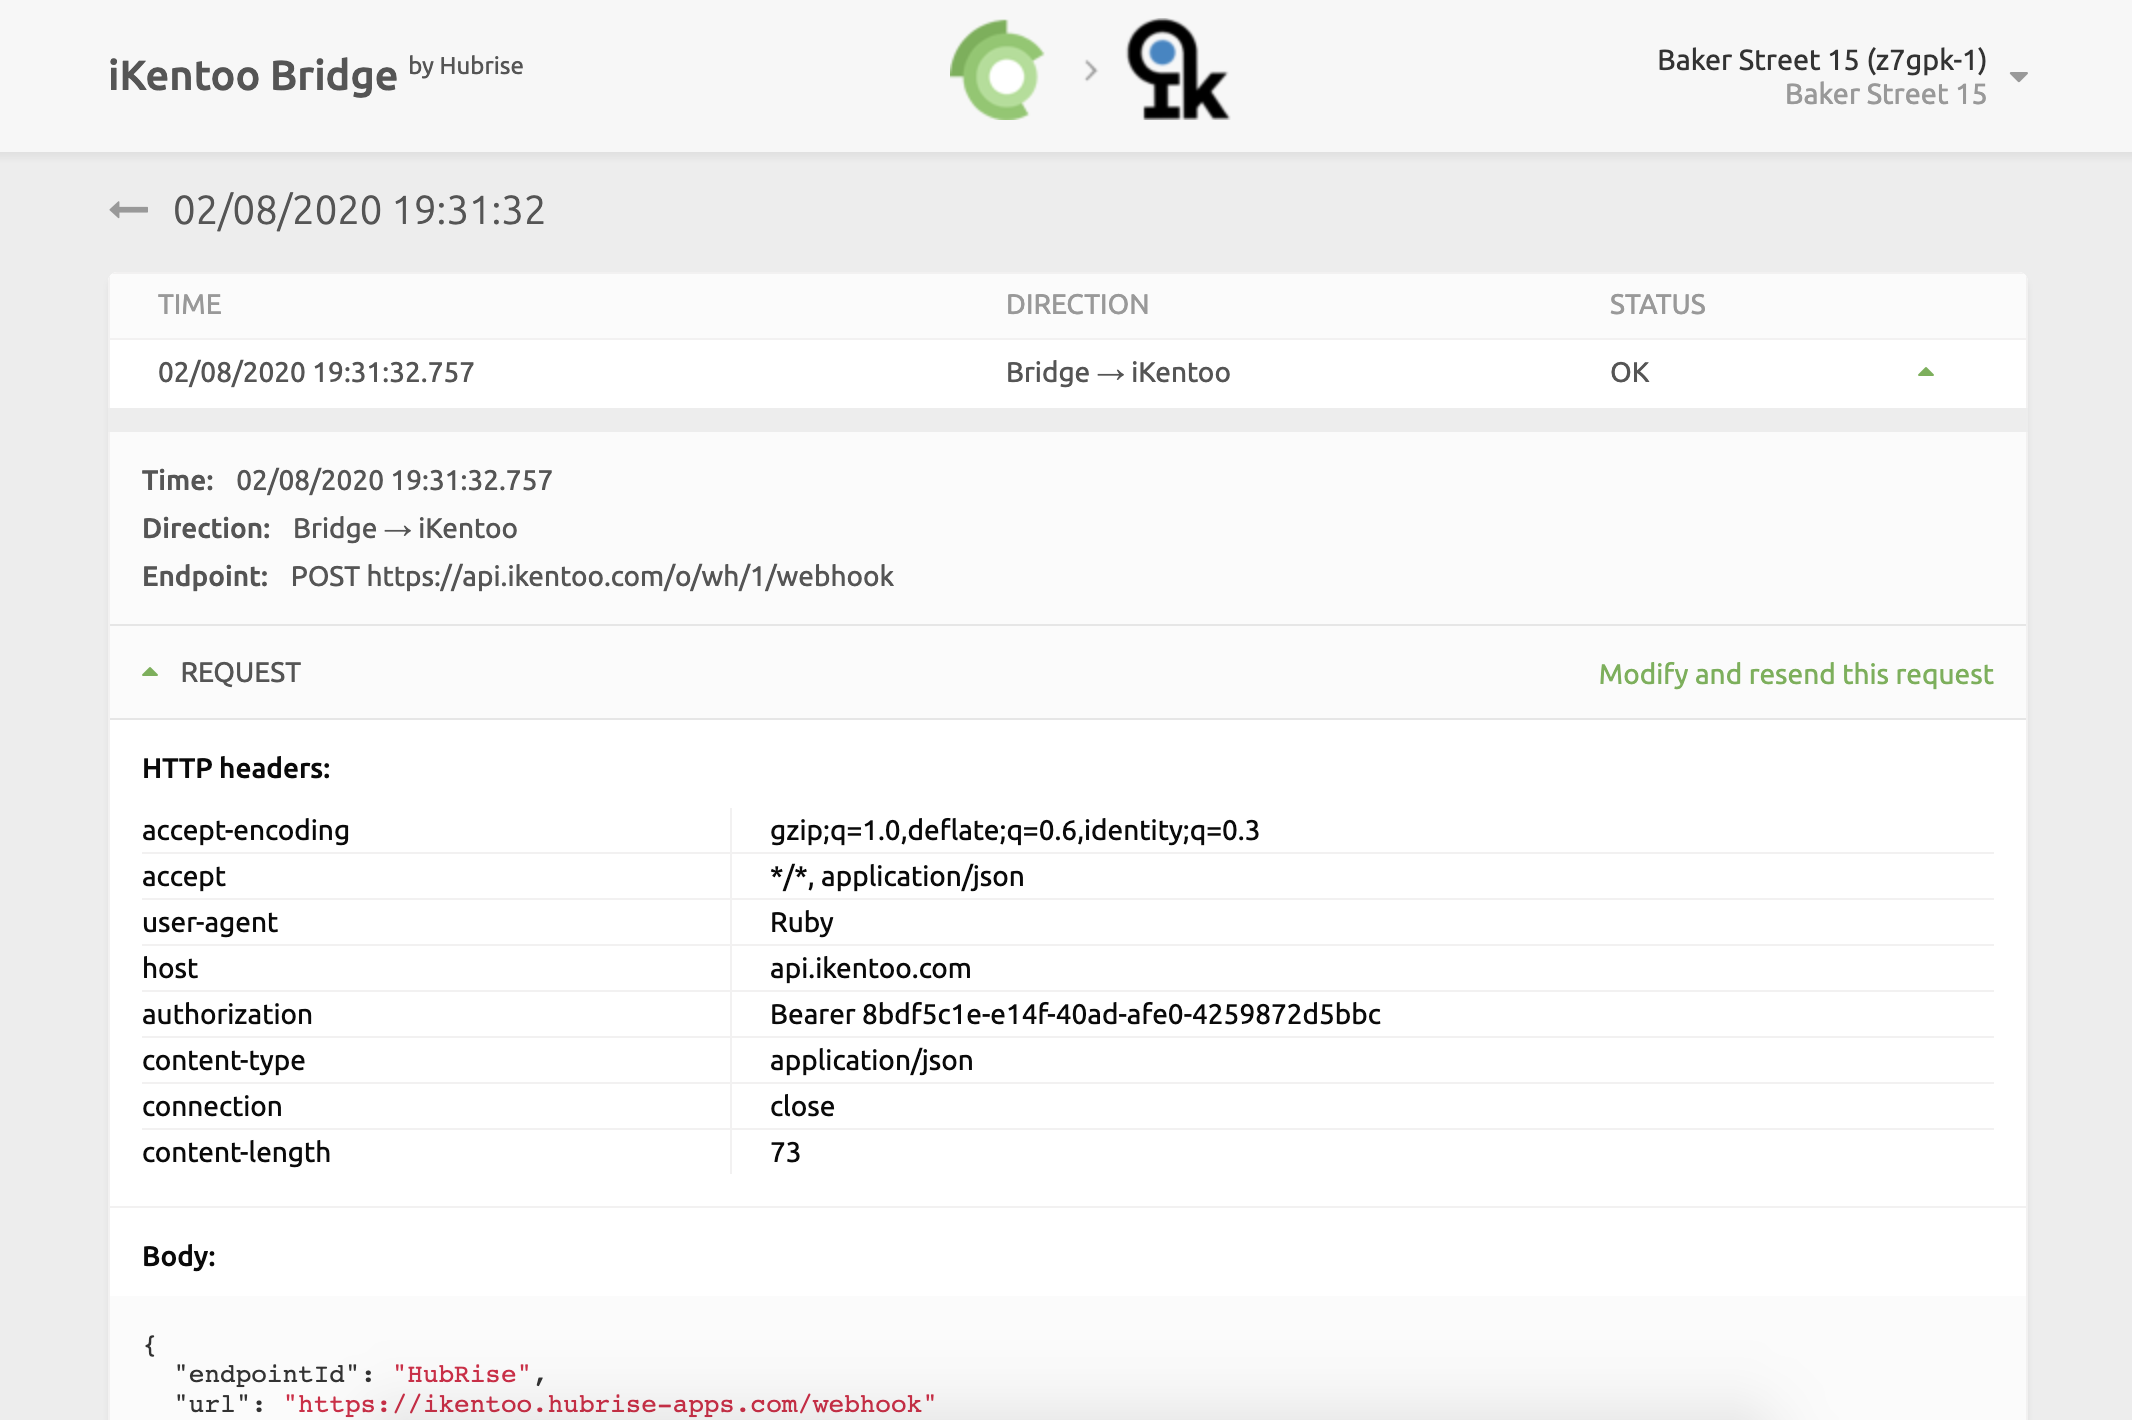 iKentoo Bridge by Hubrise
Ik
Baker Street 15 (z7gpk-1)
Baker Street 15
02/08/2020 19:31:32
TIME DIRECTION STATUS
02/08/2020 19:31:32.757 Bridge → iKentoo OK
Time: 02/08/2020 19:31:32.757
Direction: Bridge → iKentoo
Endpoint: POST https://api.ikentoo.com/o/wh/1/webhook
REQUEST Modify and resend this request
HTTP headers:
accept-encoding gzip;q=1.0,deflate;q=0.6,identity;q=0.3
accept */*, application/json
user-agent Ruby
host api.ikentoo.com
authorization Bearer 8bdf5c1e-e14f-40ad-afe0-4259872d5bbc
content-type application/json
connection close
content-length 73
Body:
{
"endpointId": "HubRise",
"url": "https://ikentoo.hubrise-apps.com/webhook"